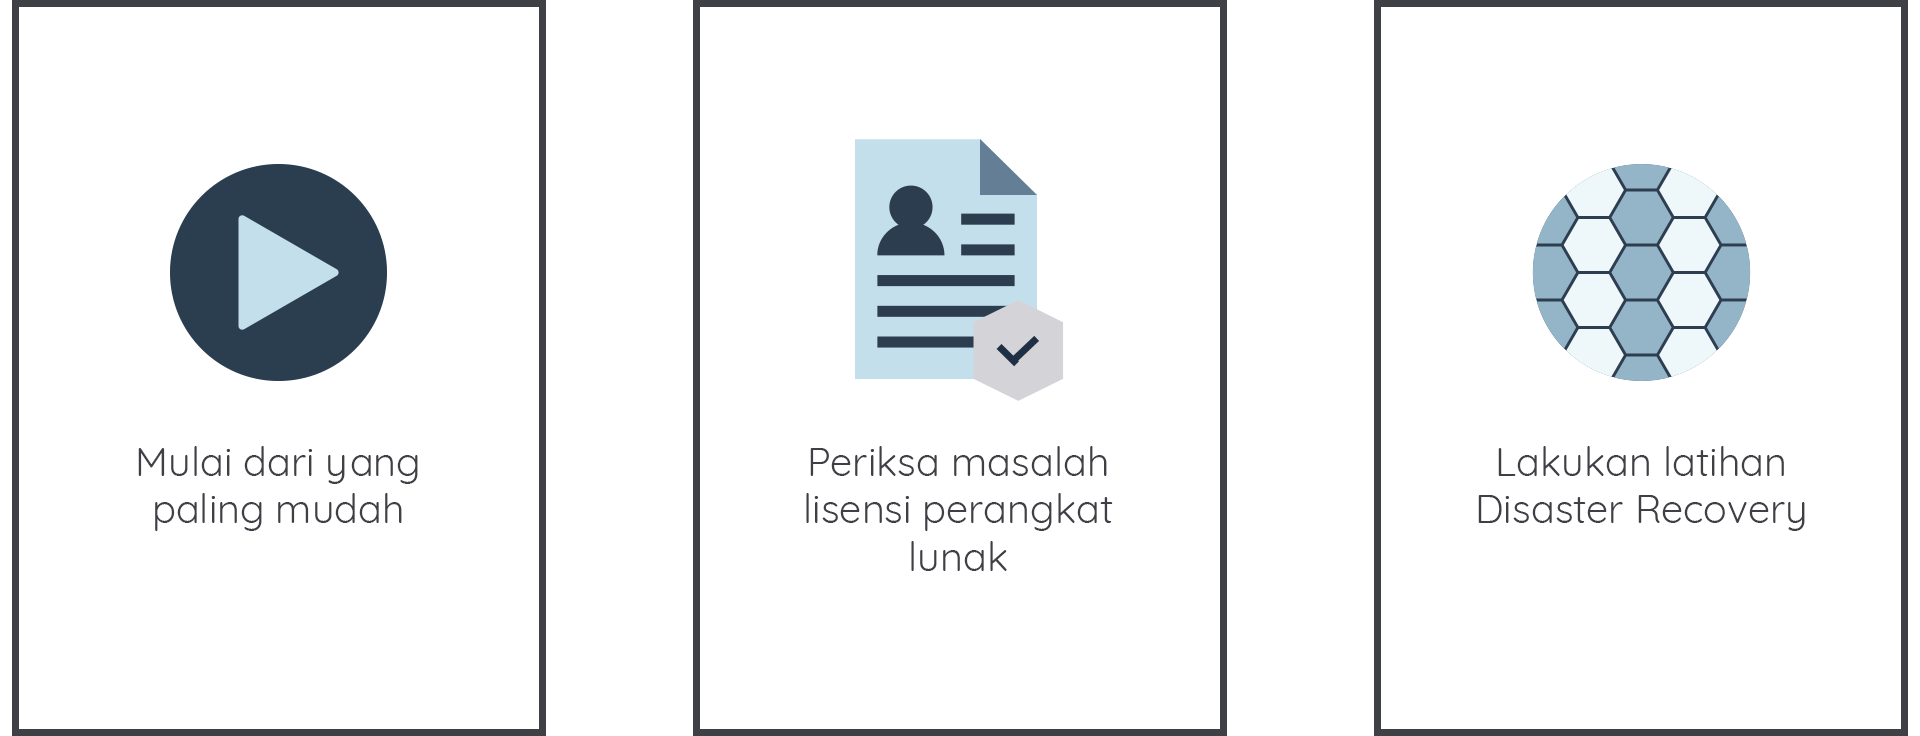 Mulai dari yang
paling mudah
Periksa masalah
lisensi perangkat
lunak
Lakukan latihan
Disaster Recovery